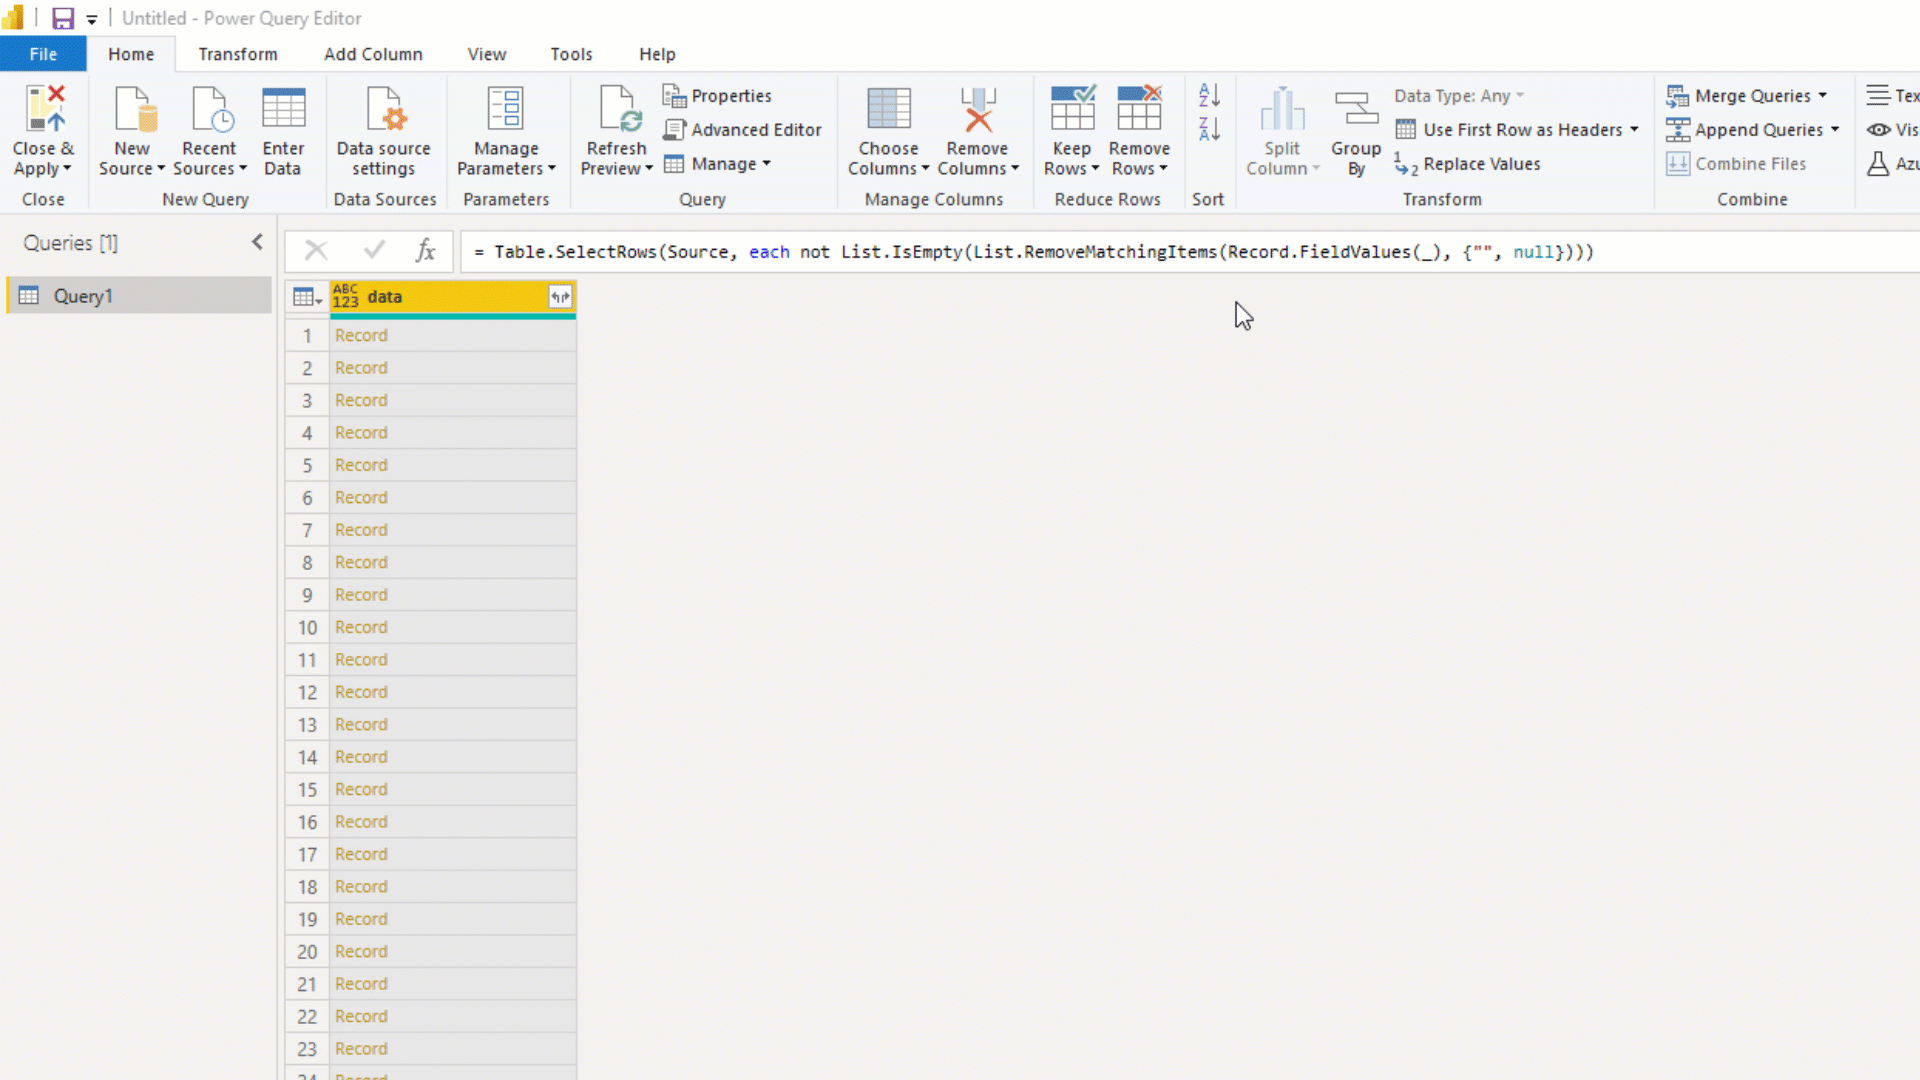 Untitled - Power Query Editor
File Home Transform Add Column View Tools Help
Close & Apply
Close
New Source
Recent Sources
Enter Data
New Query
Data source settings
Data Sources
Manage Parameters
Parameters
Refresh Preview
Properties
Advanced Editor
Manage
Query
Choose Columns
Remove Columns
Manage Columns
Keep Rows
Remove Rows
Reduce Rows
A Z
Z A
Sort
Split Column
Group By
Data Type: Any
Use First Row as Headers
1 2 Replace Values
Transform
Merge Queries
Append Queries
Combine Files
Combine
Tex
Vis
Azu
Queries [1]
Query1
fx = Table.SelectRows(Source, each not List.IsEmpty(List.RemoveMatchingItems(Record.FieldValues(_), {"", null})))
ABC 123 data
1 Record
2 Record
3 Record
4 Record
5 Record
6 Record
7 Record
8 Record
9 Record
10 Record
11 Record
12 Record
13 Record
14 Record
15 Record
16 Record
17 Record
18 Record
19 Record
20 Record
21 Record
22 Record
23 Record
24 Record